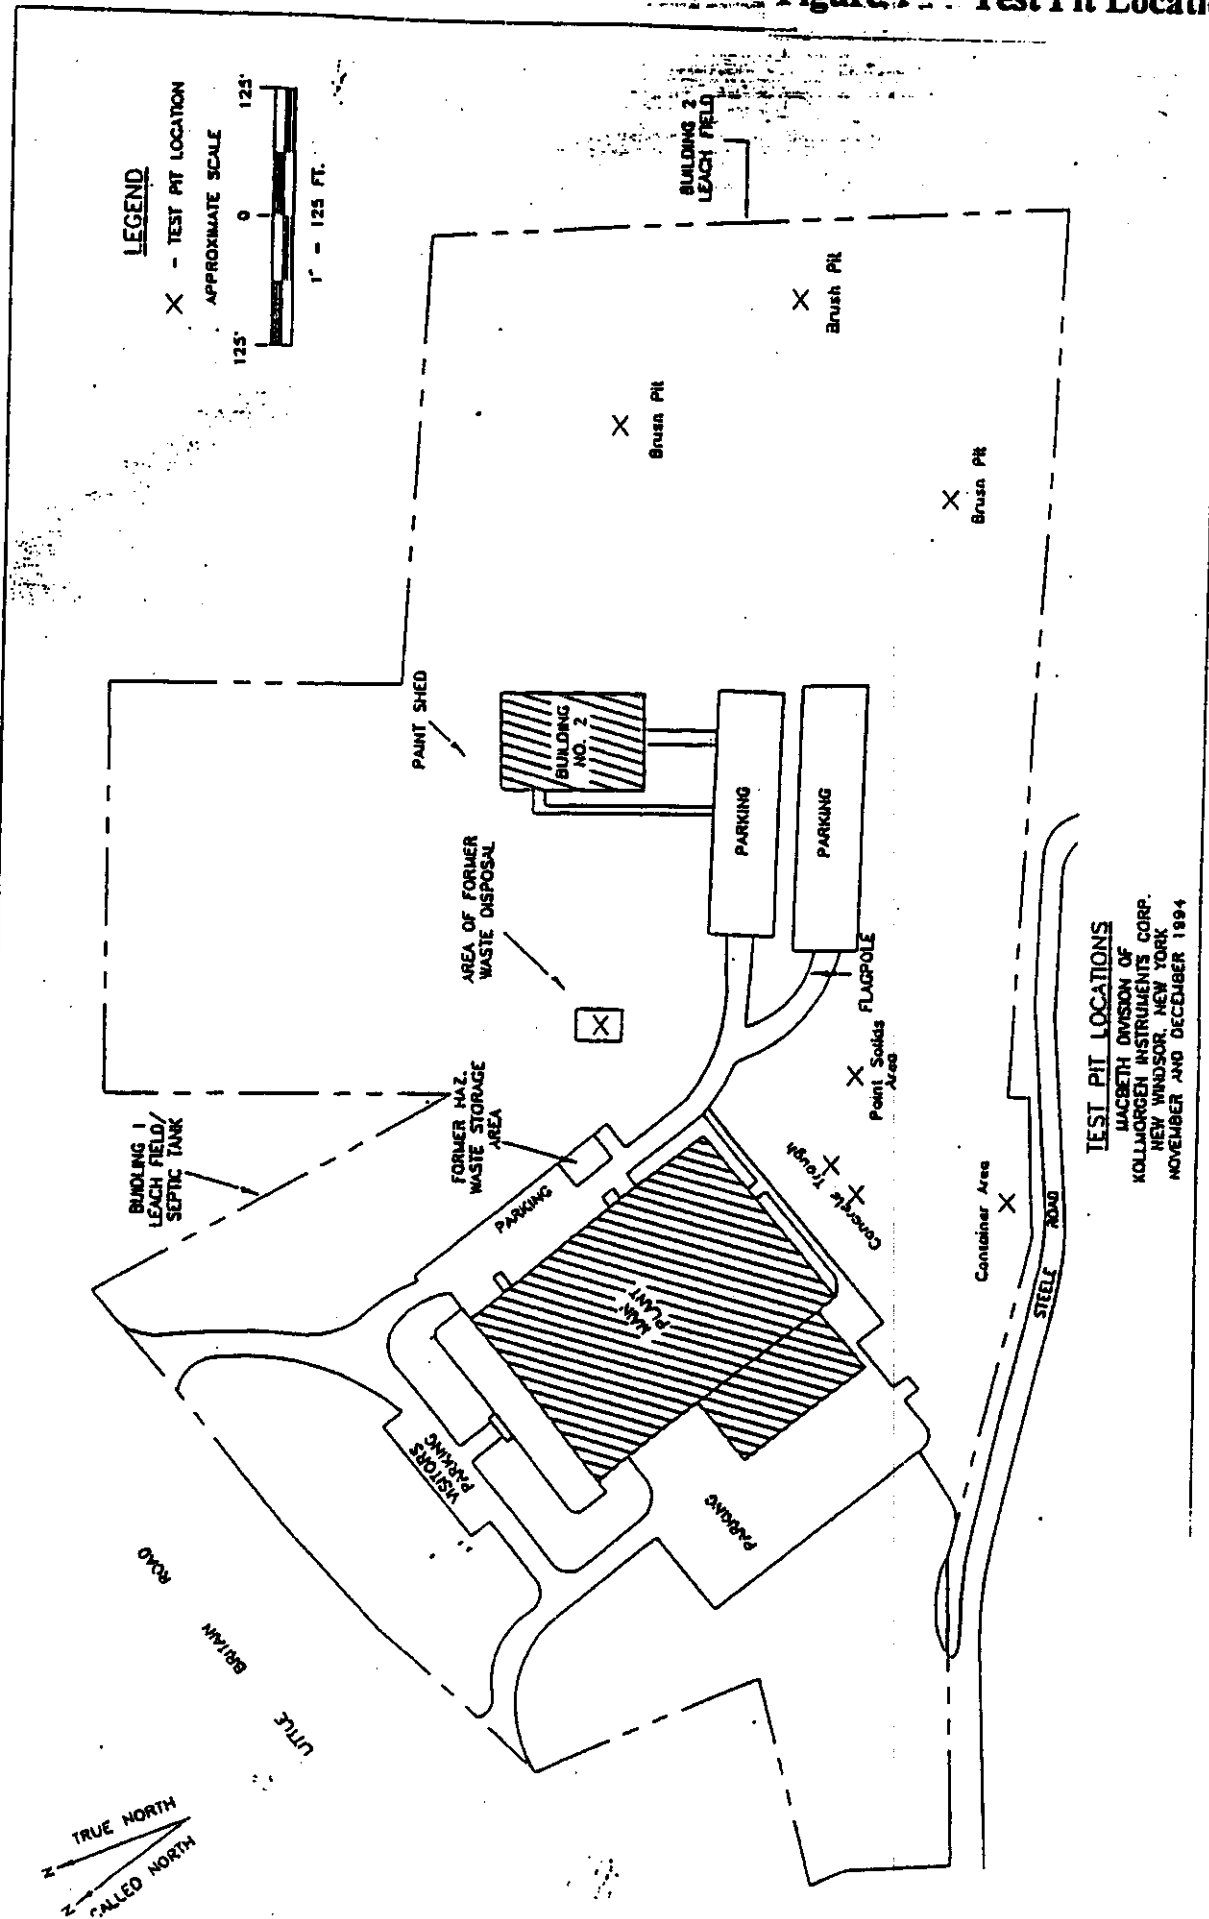 Test Pit Locati
LEGEND
X - TEST PIT LOCATION
APPROXIMATE SCALE
125' 0 125'
1" - 125 FT.
BUILDING 2
LEACH FIELD
Brush Pit
Brush Pit
Brush Pit
PAINT SHED
BUILDING
NO. 2
PARKING
PARKING
AREA OF FORMER
WASTE DISPOSAL
FLAGPOLE
FORMER HAZ.
WASTE STORAGE
AREA
BUILDING 1
LEACH FIELD/
SEPTIC TANK
Paint Solids
Area
Concrete Trough
Container Area
PARKING
MAIN
PLANT
VISITORS
PARKING
PARKING
STEELE ROAD
LITTLE BRITAIN ROAD
N TRUE NORTH
N CALLED NORTH
TEST PIT LOCATIONS
MACBETH DIVISION OF
KOLLMORGEN INSTRUMENTS CORP.
NEW WINDSOR, NEW YORK
NOVEMBER AND DECEMBER 1994